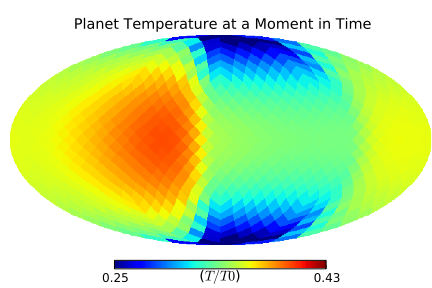 Planet Temperature at a Moment in Time
0.25 (T/T0) 0.43